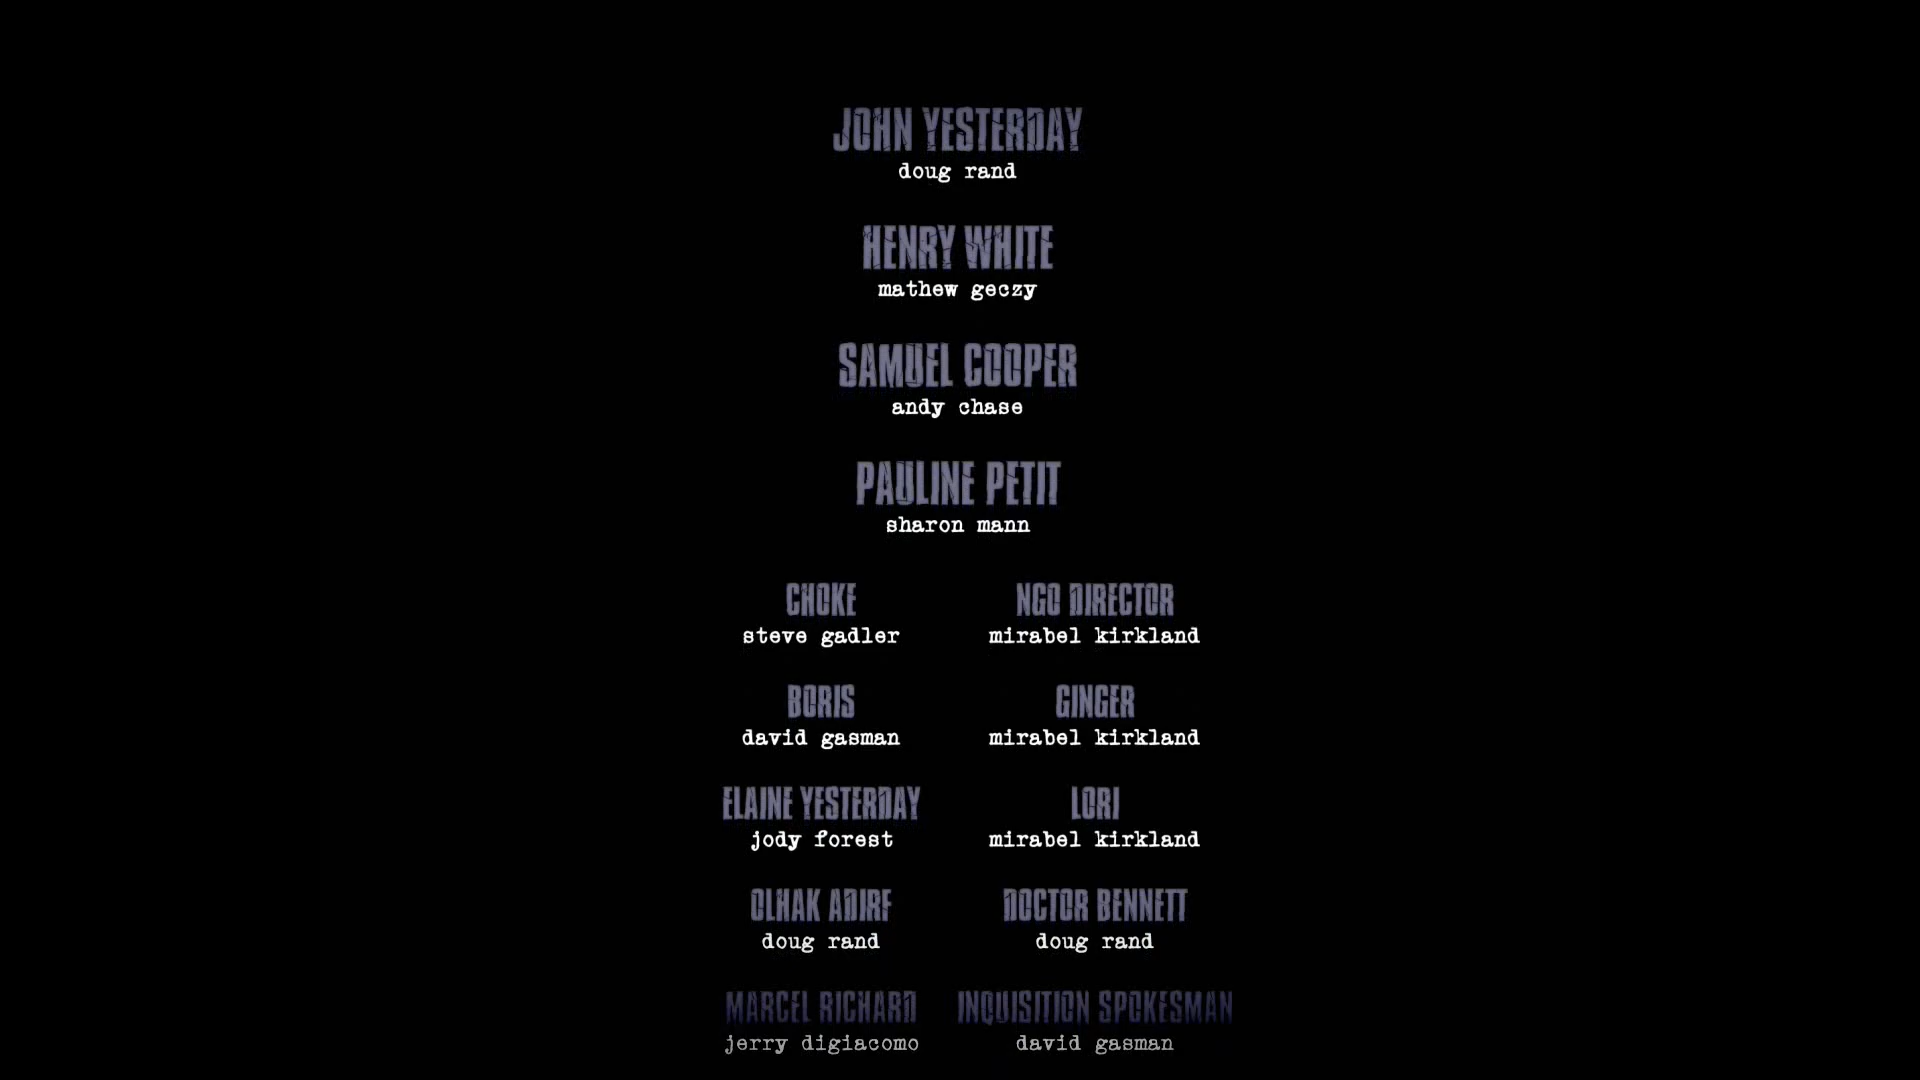 JOHN YESTERDAY
doug rand
HENRY WHITE
mathew geczy
SAMUEL COOPER
andy chase
PAULINE PETIT
sharon mann
CHOKE
steve gadler
NGO DIRECTOR
mirabel kirkland
BORIS
david gasman
GINGER
mirabel kirkland
ELAINE YESTERDAY
jody forest
LORI
mirabel kirkland
OLHAK ADIRF
doug rand
DOCTOR BENNETT
doug rand
MARCEL RICHARD
jerry digiacomo
INQUISITION SPOKESMAN
david gasman